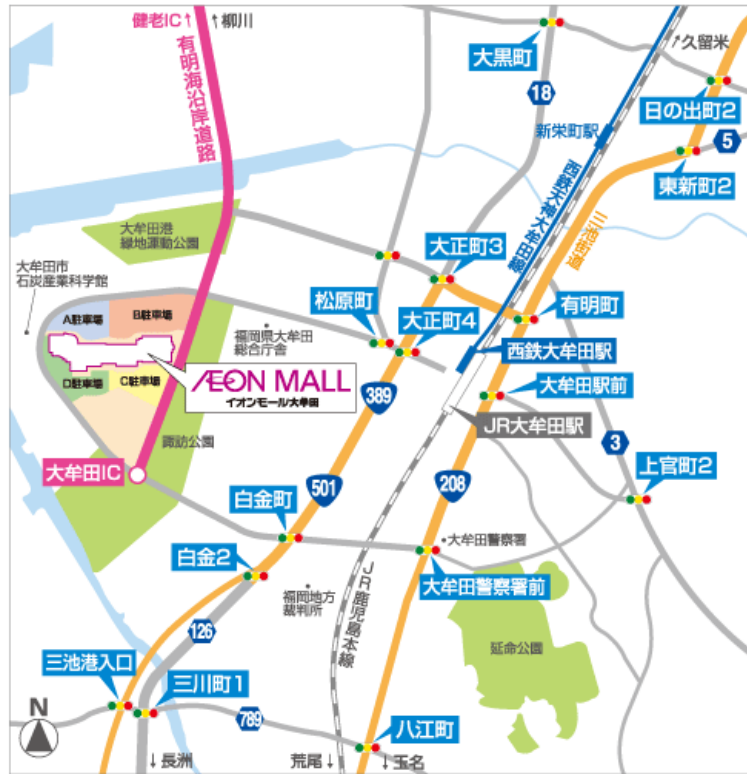 健老IC↑
↑柳川
有明海沿岸道路
大黒町
↗久留米
18
日の出町2
新栄町駅
5
東新町2
西鉄天神大牟田線
三池街道
大牟田港
緑地運動公園
大正町3
大牟田市
石炭産業科学館
松原町
大正町4
有明町
A駐車場
B駐車場
福岡県大牟田
総合庁舎
西鉄大牟田駅
D駐車場
C駐車場
ÆON MALL
イオンモール大牟田
389
大牟田駅前
JR大牟田駅
諏訪公園
3
大牟田IC
501
208
上官町2
白金町
大牟田警察署
白金2
大牟田警察署前
福岡地方
裁判所
JR鹿児島本線
延命公園
126
三池港入口
三川町1
789
八江町
N
↓長洲
荒尾↓
↓玉名